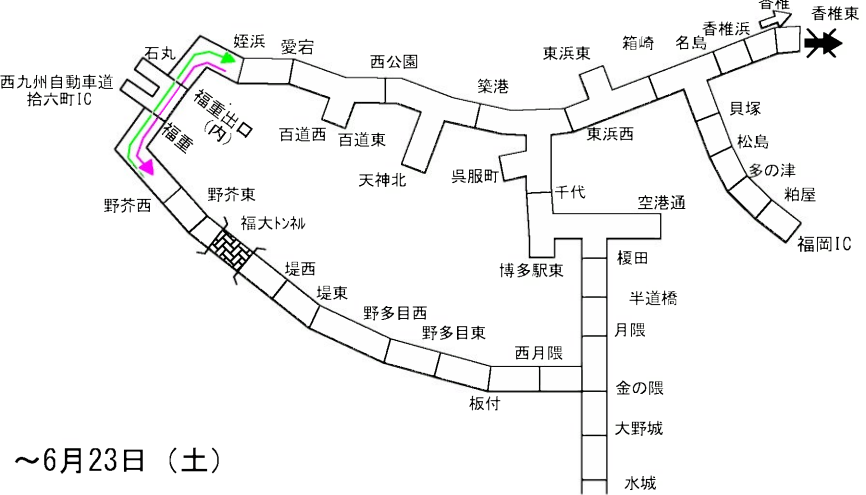 香椎
香椎東
香椎浜
名島
箱崎
東浜東
姪浜
愛宕
石丸
西公園
西九州自動車道
拾六町IC
築港
福重出口
(内)
福重
百道西
百道東
東浜西
貝塚
松島
多の津
天神北
呉服町
千代
粕屋
野芥西
野芥東
空港通
福大トンネル
福岡IC
榎田
博多駅東
堤西
堤東
半道橋
野多目西
野多目東
月隈
西月隈
金の隈
板付
大野城
~6月23日 (土)
水城